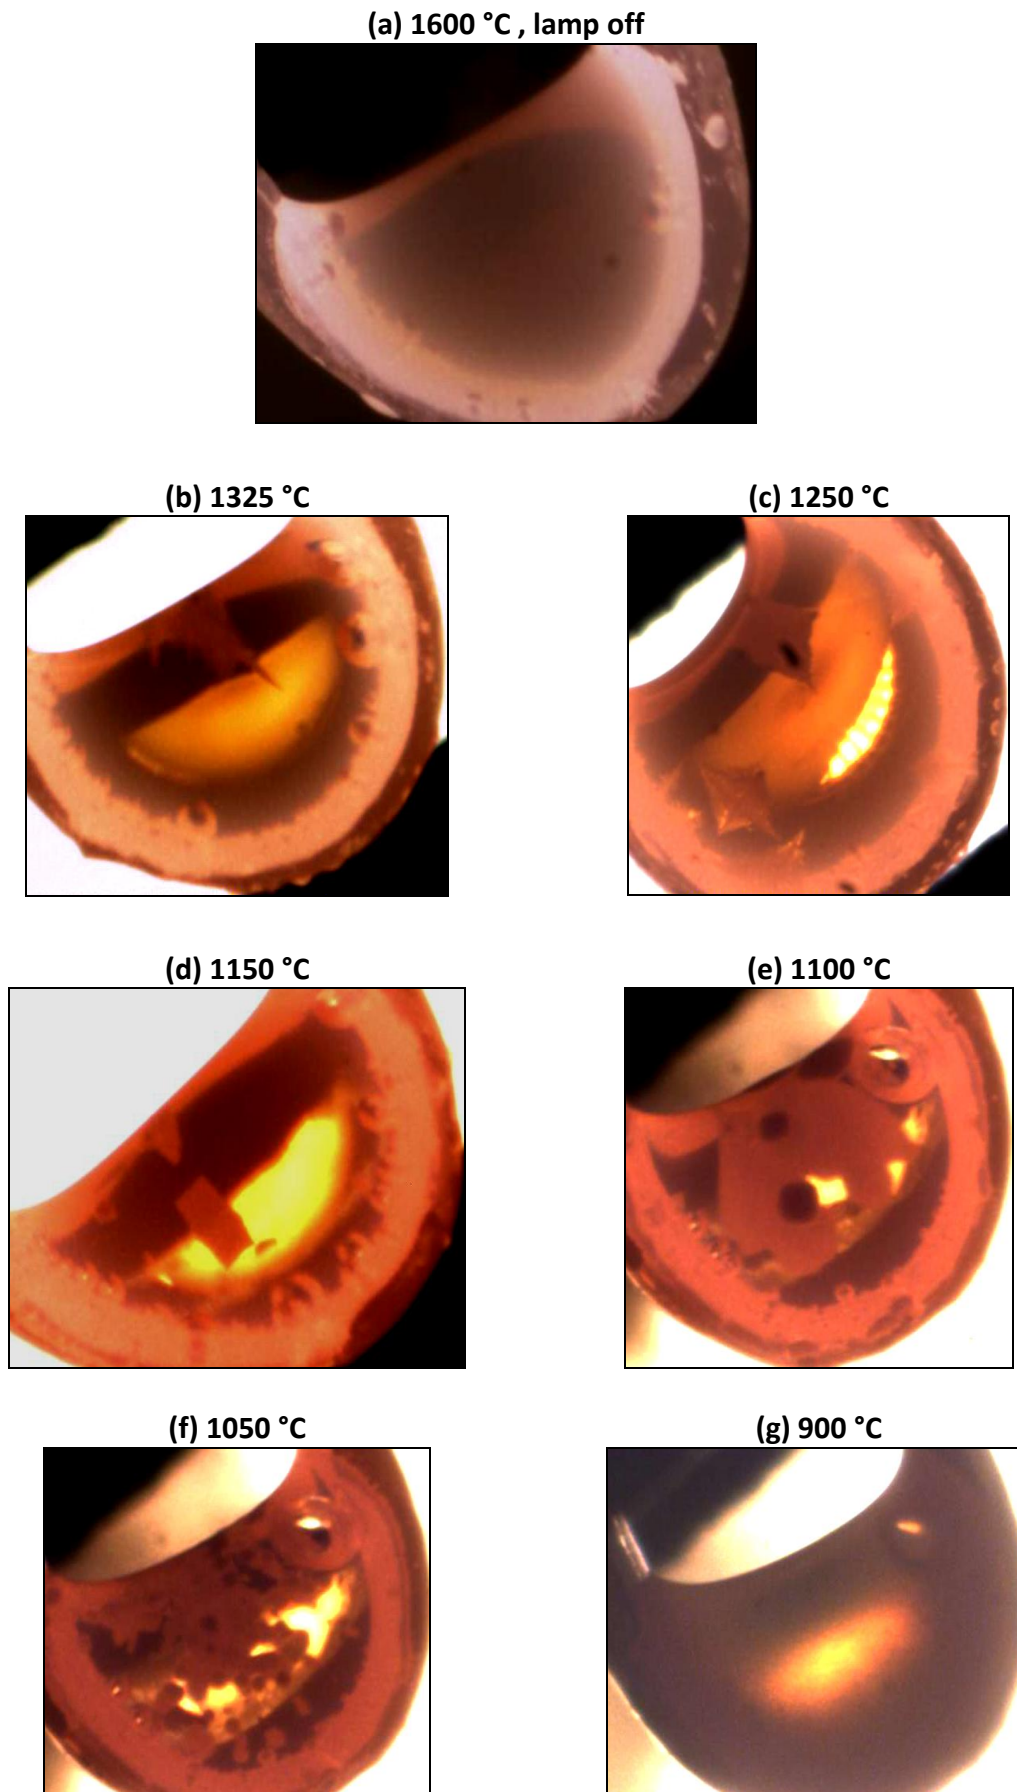 (a) 1600 °C , lamp off
(b) 1325 °C
(c) 1250 °C
(d) 1150 °C
(e) 1100 °C
(f) 1050 °C
(g) 900 °C